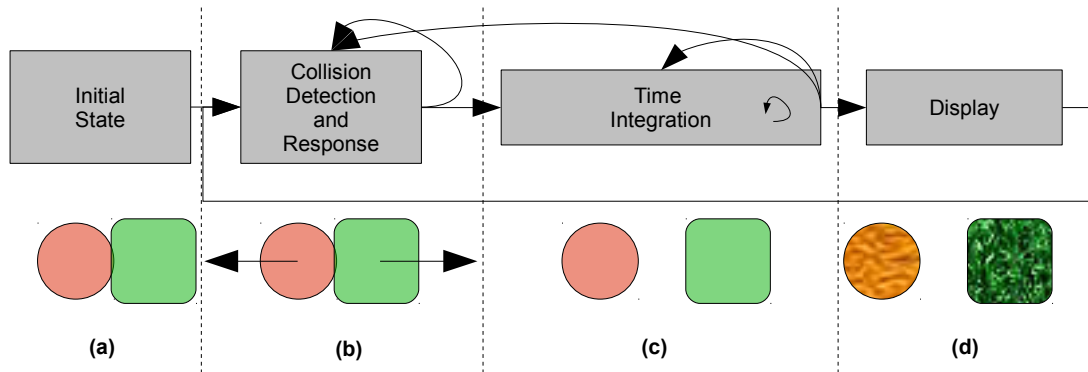 Initial
State
Collision
Detection
and
Response
Time
Integration
Display
(a)
(b)
(c)
(d)